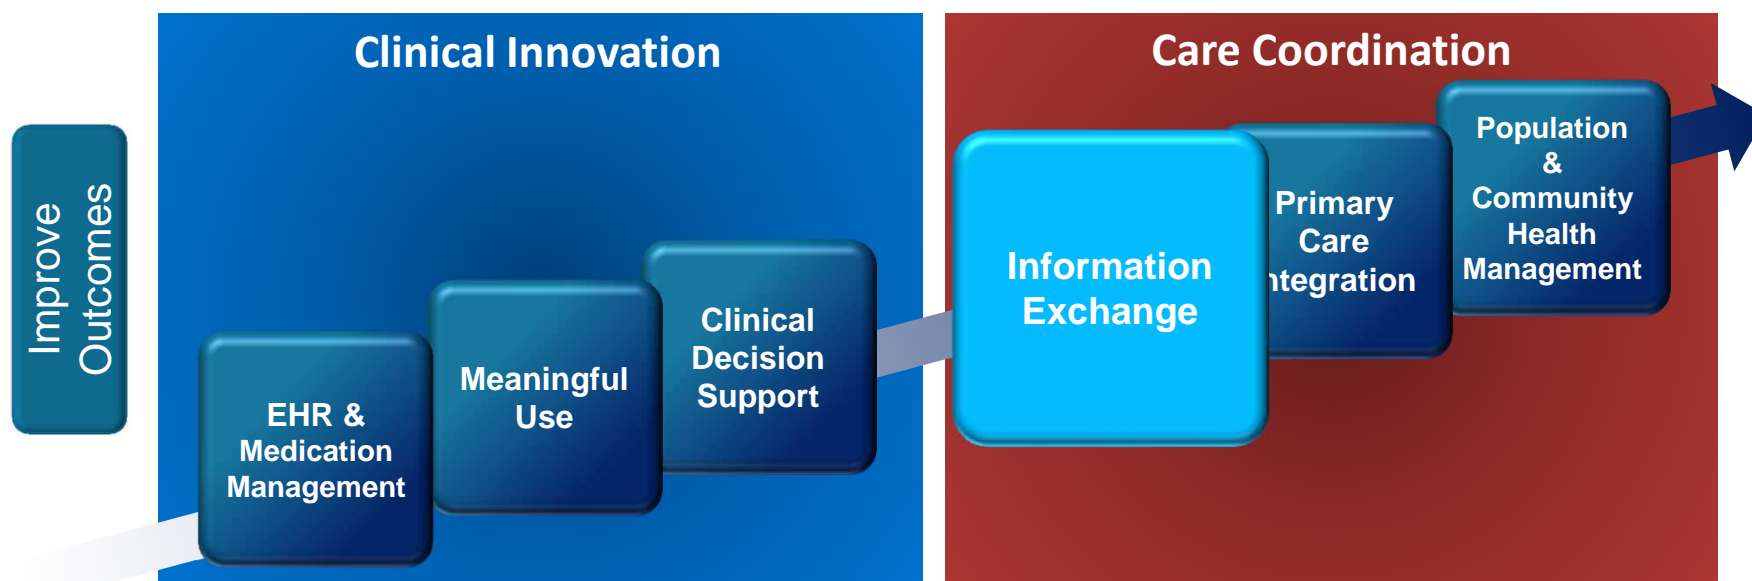 Clinical Innovation
Care Coordination
Improve
Outcomes
EHR &
Medication
Management
Meaningful
Use
Clinical
Decision
Support
Information
Exchange
Primary
Care
ntegration
Population
&
Community
Health
Management